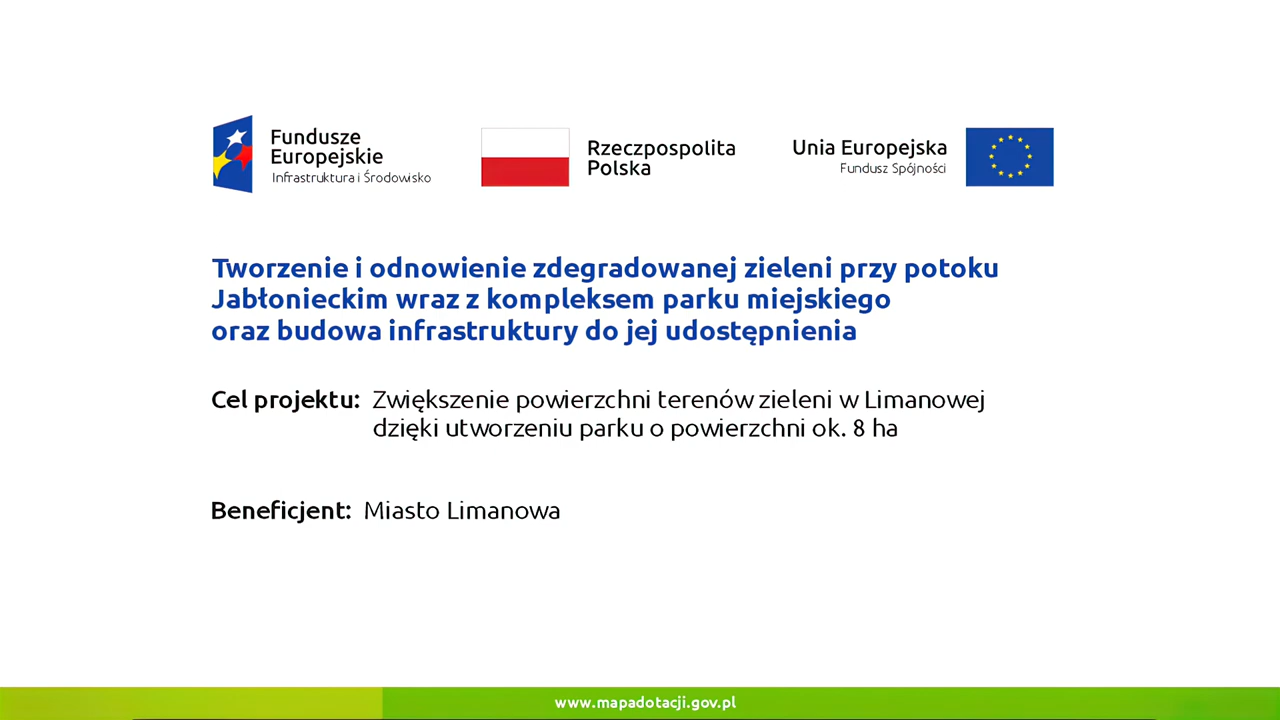 Fundusze
Europejskie
Infrastruktura i Środowisko
Rzeczpospolita
Polska
Unia Europejska
Fundusz Spójności
Tworzenie i odnowienie zdegradowanej zieleni przy potoku
Jabłonieckim wraz z kompleksem parku miejskiego
oraz budowa infrastruktury do jej udostępnienia
Cel projektu: Zwiększenie powierzchni terenów zieleni w Limanowej
dzięki utworzeniu parku o powierzchni ok. 8 ha
Beneficjent: Miasto Limanowa
www.mapadotacji.gov.pl